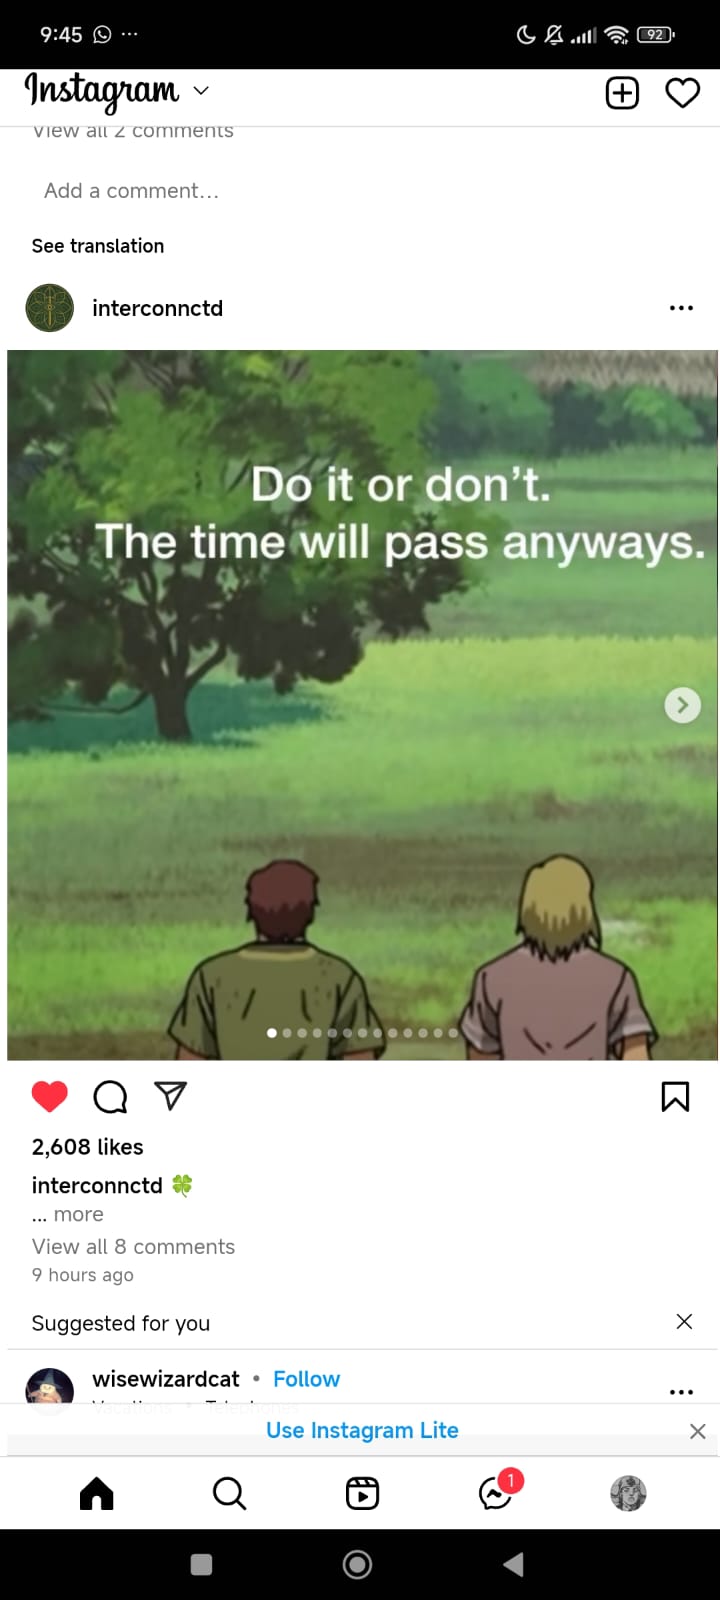 9:45
92
Instagram
View all 2 comments
Add a comment...
See translation
interconnctd
Do it or don't.
The time will pass anyways.
2,608 likes
interconnctd 🍀
... more
View all 8 comments
9 hours ago
Suggested for you
wisewizardcat • Follow
Vacations • Telephones
Use Instagram Lite
1